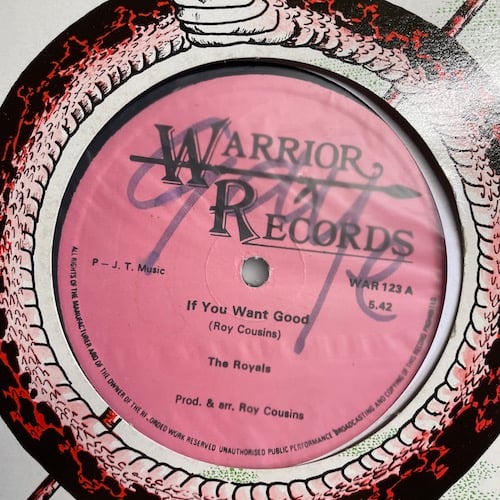 WARRIOR
RECORDS
P — J. T. Music
WAR 123 A
5.42
If You Want Good
(Roy Cousins)
The Royals
Prod. & arr. Roy Cousins
ALL RIGHTS OF THE MANUFACTURER AND OF THE OWNER OF THE RECORDED WORK RESERVED. UNAUTHORISED PUBLIC PERFORMANCE BROADCASTING AND COPYING OF THIS RECORD PROHIBITED